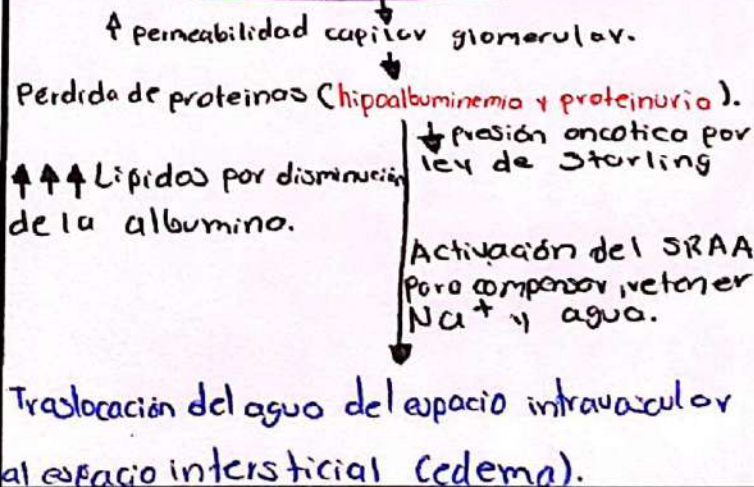 ↑ permeabilidad capilar glomerular.
Perdida de proteinas (hipoalbuminemia y proteinuria).
↓ presión oncotica por
ley de Starling
↑↑↑ Lipidos por disminución
de la albumina.
Activación del SRAA
para compensar, retener
Na+ y agua.
Traslocación del agua del espacio intravascular
al espacio intersticial (edema).